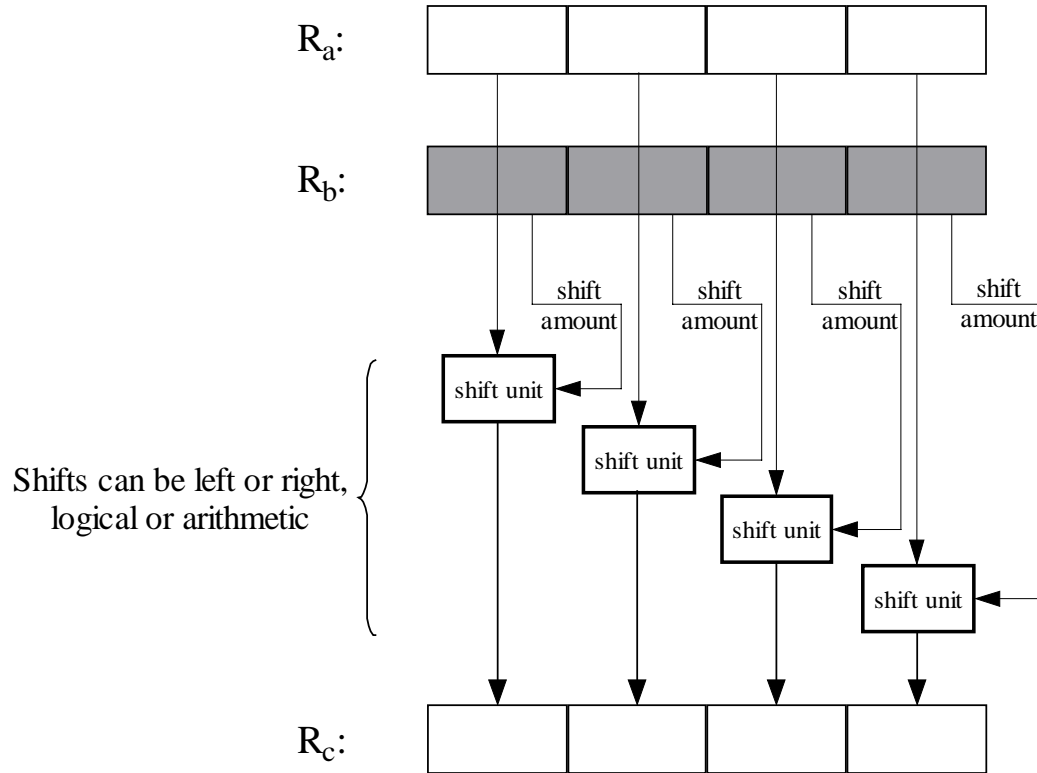 Ra:
Rb:
shift
amount
shift
amount
shift
amount
shift
amount
shift unit
shift unit
shift unit
shift unit
Shifts can be left or right,
logical or arithmetic
Rc: